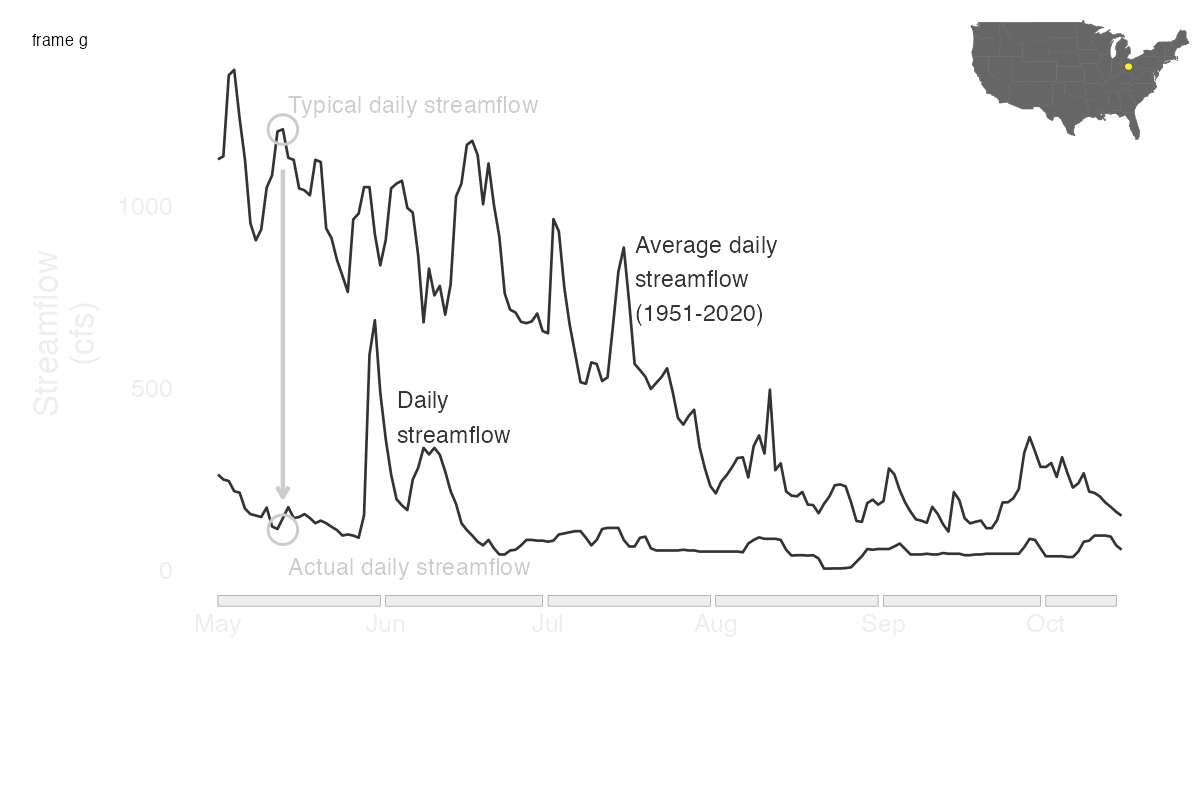 frame g
Typical daily streamflow
1000
Average daily
streamflow
(1951-2020)
Streamflow
(cfs)
500
Daily
streamflow
0
Actual daily streamflow
May
Jun
Jul
Aug
Sep
Oct